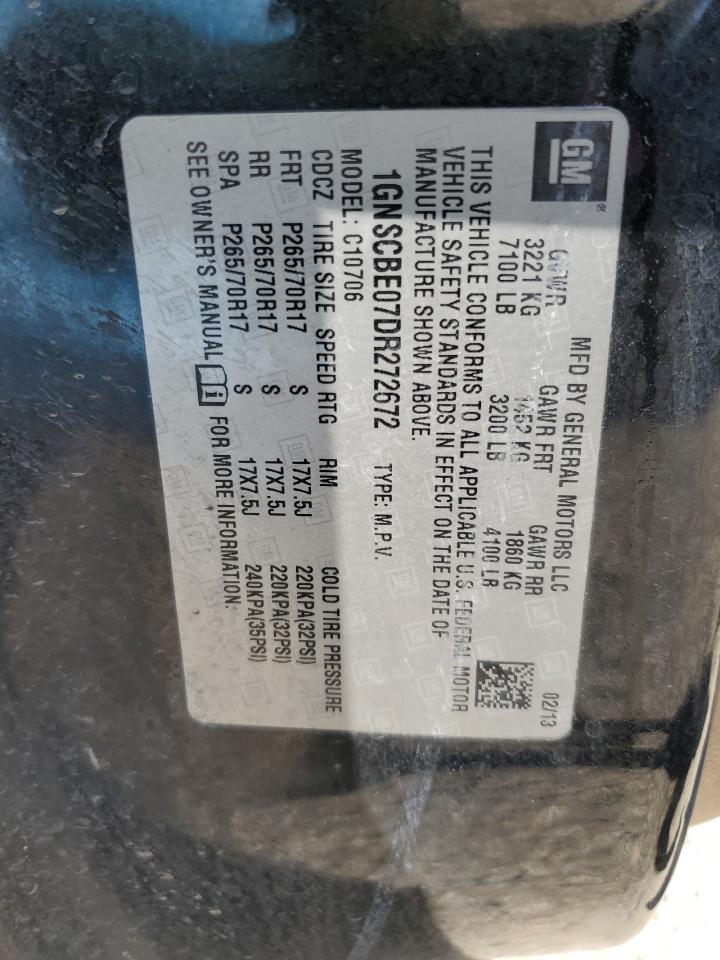 GM
MFD BY GENERAL MOTORS LLC 02/13
GVWR GAWR FRT GAWR RR
3221 KG 1452 KG 1860 KG
7100 LB 3200 LB 4100 LB
THIS VEHICLE CONFORMS TO ALL APPLICABLE U.S. FEDERAL MOTOR
VEHICLE SAFETY STANDARDS IN EFFECT ON THE DATE OF
MANUFACTURE SHOWN ABOVE.
1GNSCBE07DR272672 TYPE: M.P.V.
MODEL: C10706
CDCZ TIRE SIZE SPEED RTG RIM COLD TIRE PRESSURE
FRT P265/70R17 S 17X7.5J 220KPA(32PSI)
RR P265/70R17 S 17X7.5J 220KPA(32PSI)
SPA P265/70R17 S 17X7.5J 240KPA(35PSI)
SEE OWNER'S MANUAL FOR MORE INFORMATION.